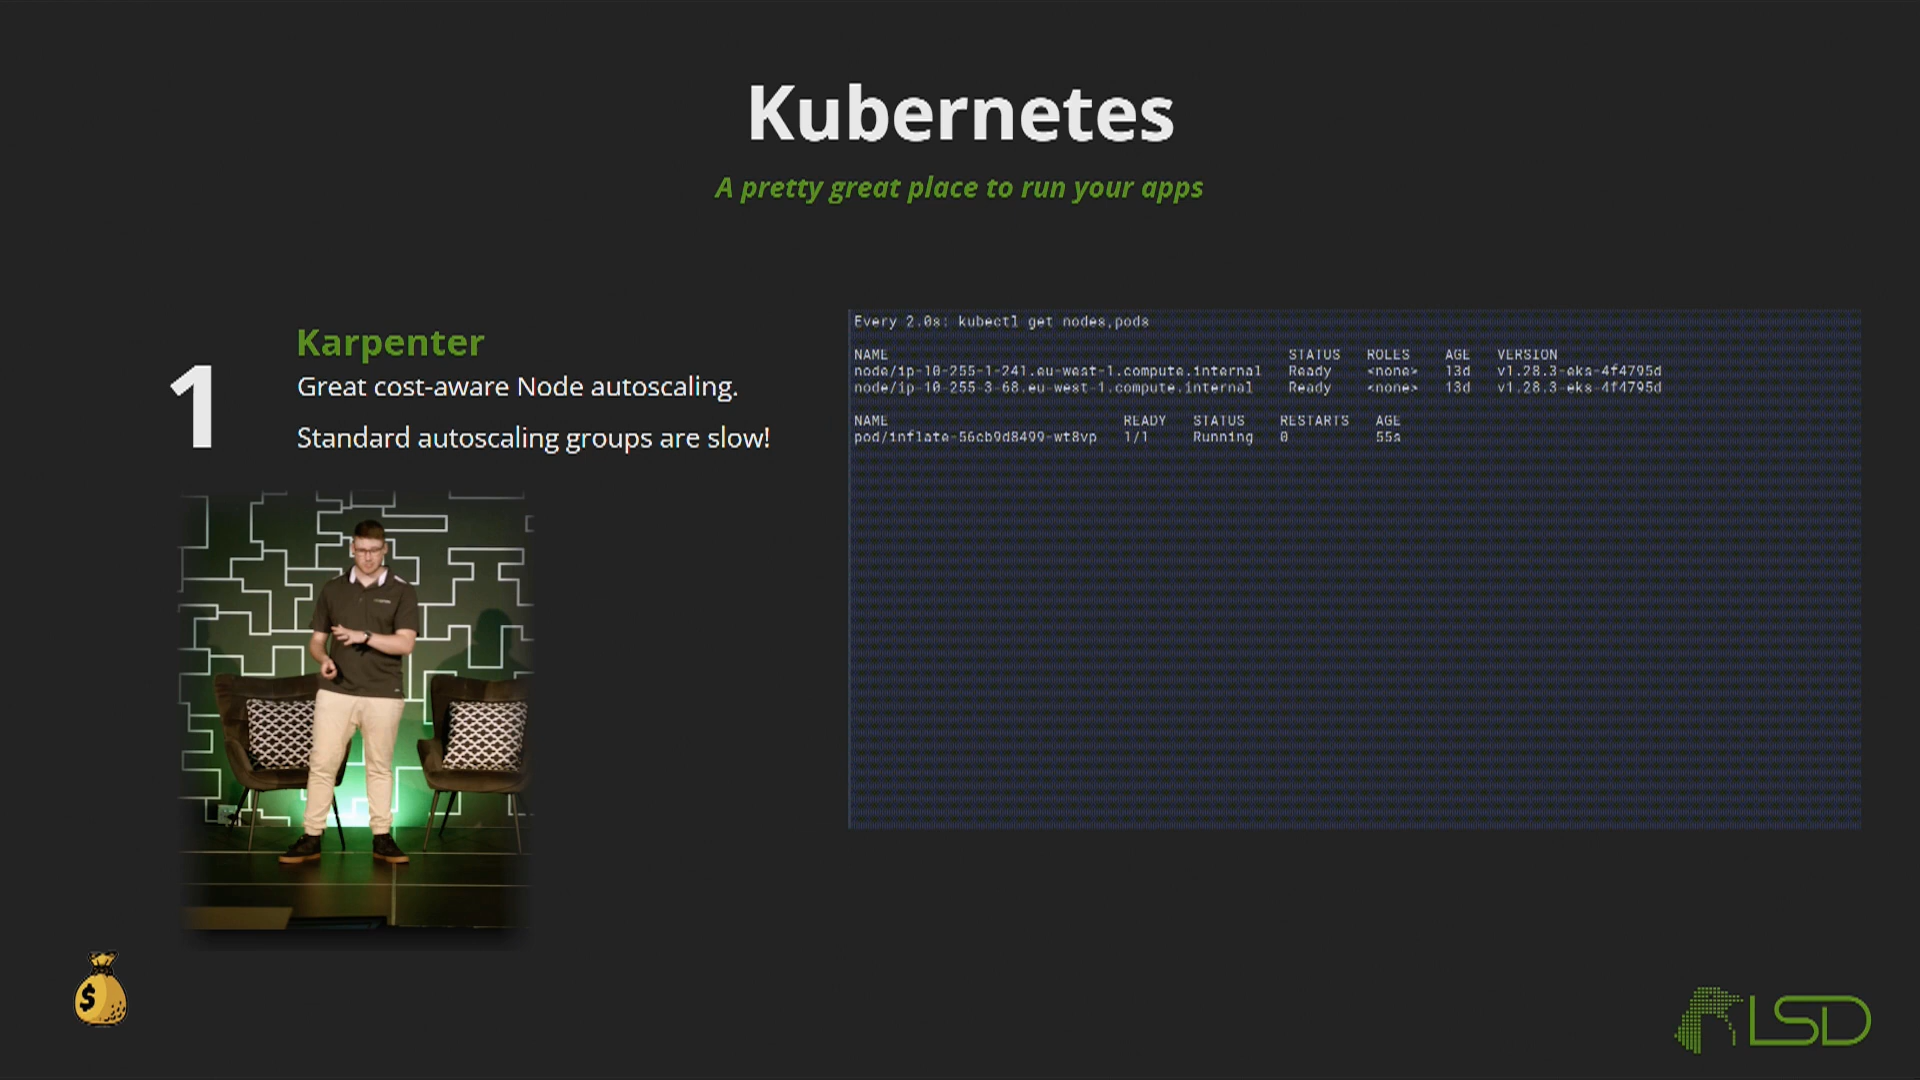 Kubernetes
A pretty great place to run your apps
1
Karpenter
Great cost-aware Node autoscaling.
Standard autoscaling groups are slow!
Every 2.0s: kubectl get nodes,pods
NAME STATUS ROLES AGE VERSION
node/ip-10-255-1-241.eu-west-1.compute.internal Ready <none> 13d v1.28.3-eks-4f4795d
node/ip-10-255-3-68.eu-west-1.compute.internal Ready <none> 13d v1.28.3-eks-4f4795d
NAME READY STATUS RESTARTS AGE
pod/inflate-56cb9d8499-wt8vp 1/1 Running 0 55s
$
LSD